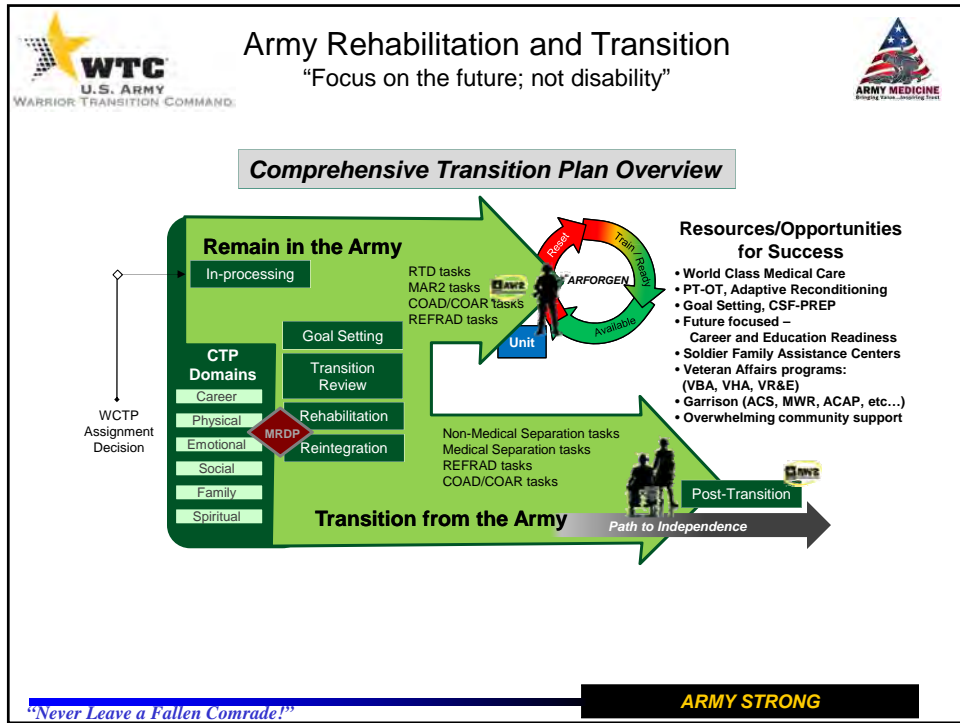 WTC
U.S. ARMY
WARRIOR TRANSITION COMMAND
Army Rehabilitation and Transition
“Focus on the future; not disability”
ARMY MEDICINE
Bringing Value...Inspiring Trust
Comprehensive Transition Plan Overview
Remain in the Army
In-processing
RTD tasks
MAR2 tasks
COAD/COAR tasks
REFRAD tasks
AW2
Reset
Train / Ready
Available
ARFORGEN
Unit
Goal Setting
Transition
Review
Rehabilitation
Reintegration
CTP
Domains
Career
Physical
Emotional
Social
Family
Spiritual
MRDP
WCTP
Assignment
Decision
Non-Medical Separation tasks
Medical Separation tasks
REFRAD tasks
COAD/COAR tasks
AW2
Post-Transition
Transition from the Army
Path to Independence
Resources/Opportunities
for Success
• World Class Medical Care
• PT-OT, Adaptive Reconditioning
• Goal Setting, CSF-PREP
• Future focused –
Career and Education Readiness
• Soldier Family Assistance Centers
• Veteran Affairs programs:
(VBA, VHA, VR&E)
• Garrison (ACS, MWR, ACAP, etc…)
• Overwhelming community support
“Never Leave a Fallen Comrade!”
ARMY STRONG